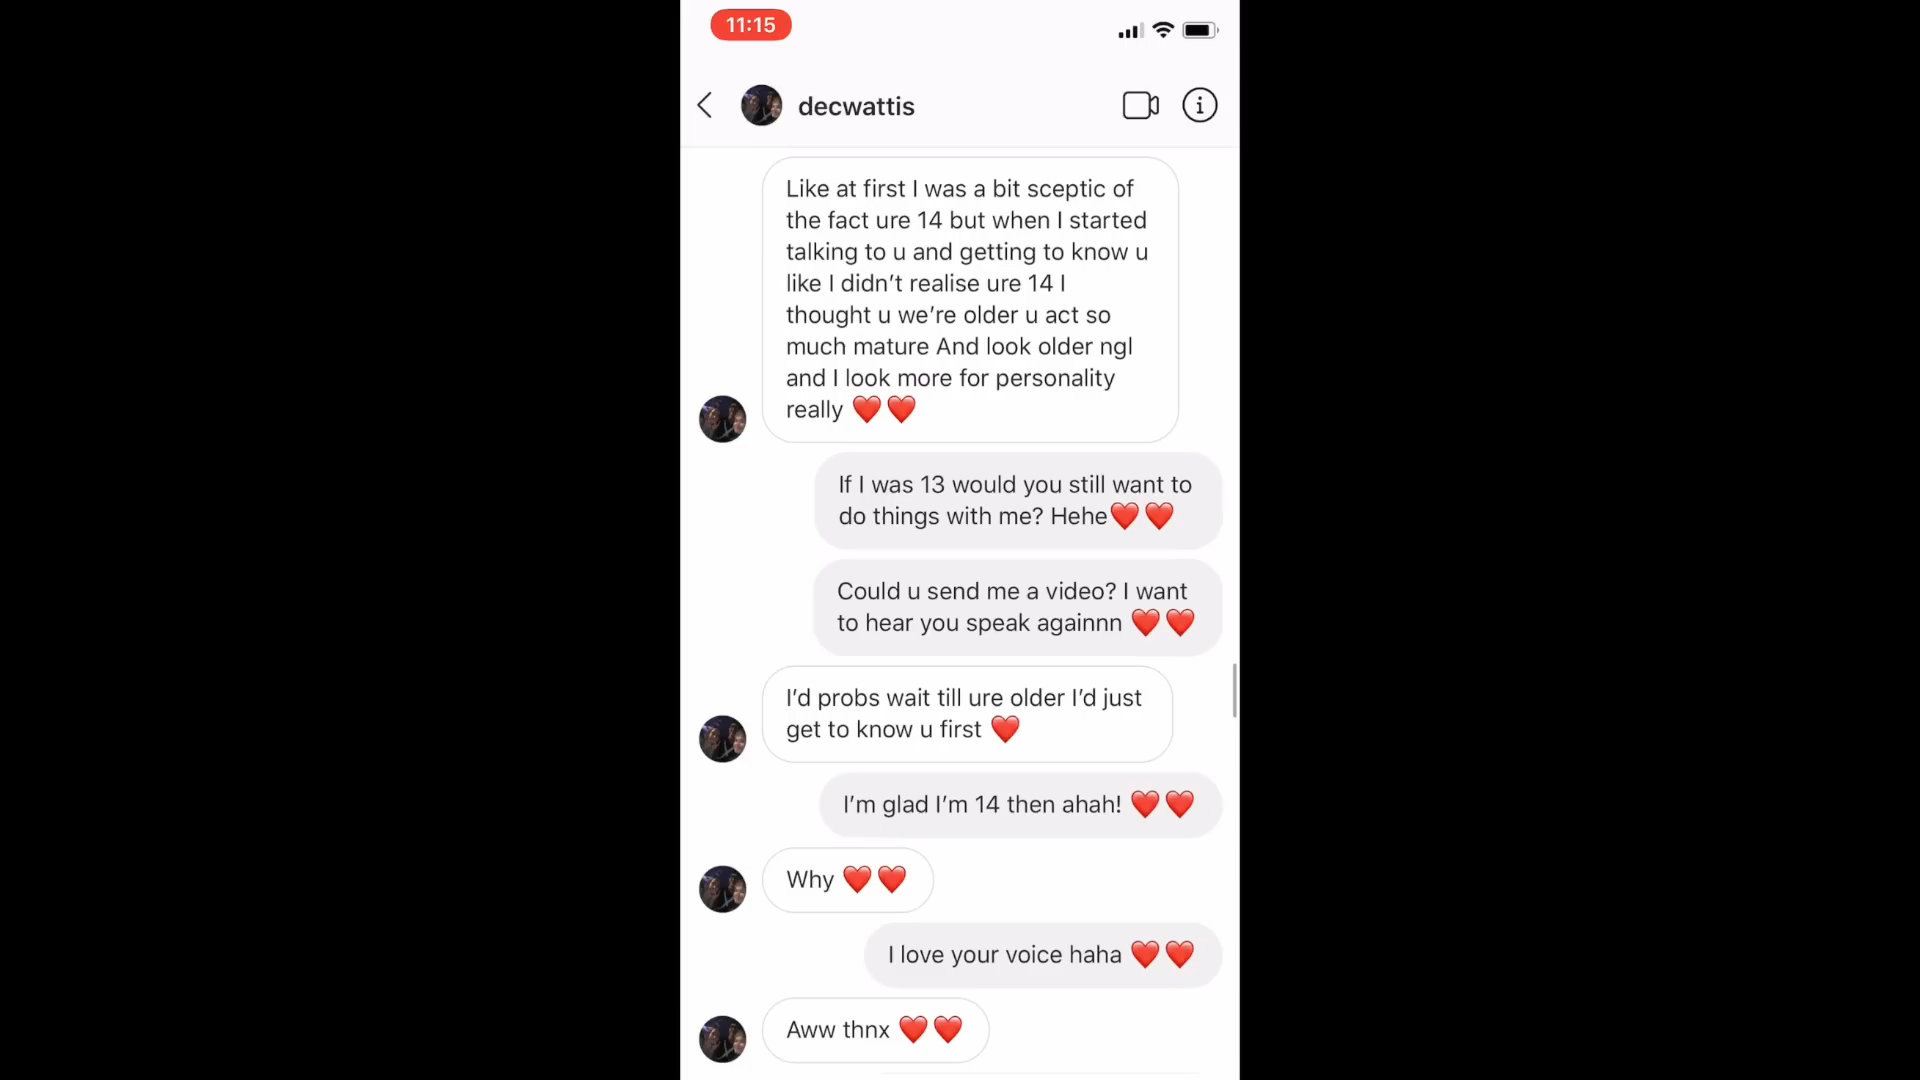 11:15
decwattis
Like at first I was a bit sceptic of
the fact ure 14 but when I started
talking to u and getting to know u
like I didn’t realise ure 14 I
thought u we’re older u act so
much mature And look older ngl
and I look more for personality
really ❤️❤️
If I was 13 would you still want to
do things with me? Hehe❤️❤️
Could u send me a video? I want
to hear you speak againnn ❤️❤️
I’d probs wait till ure older I’d just
get to know u first ❤️
I’m glad I’m 14 then ahah! ❤️❤️
Why ❤️❤️
I love your voice haha ❤️❤️
Aww thnx ❤️❤️